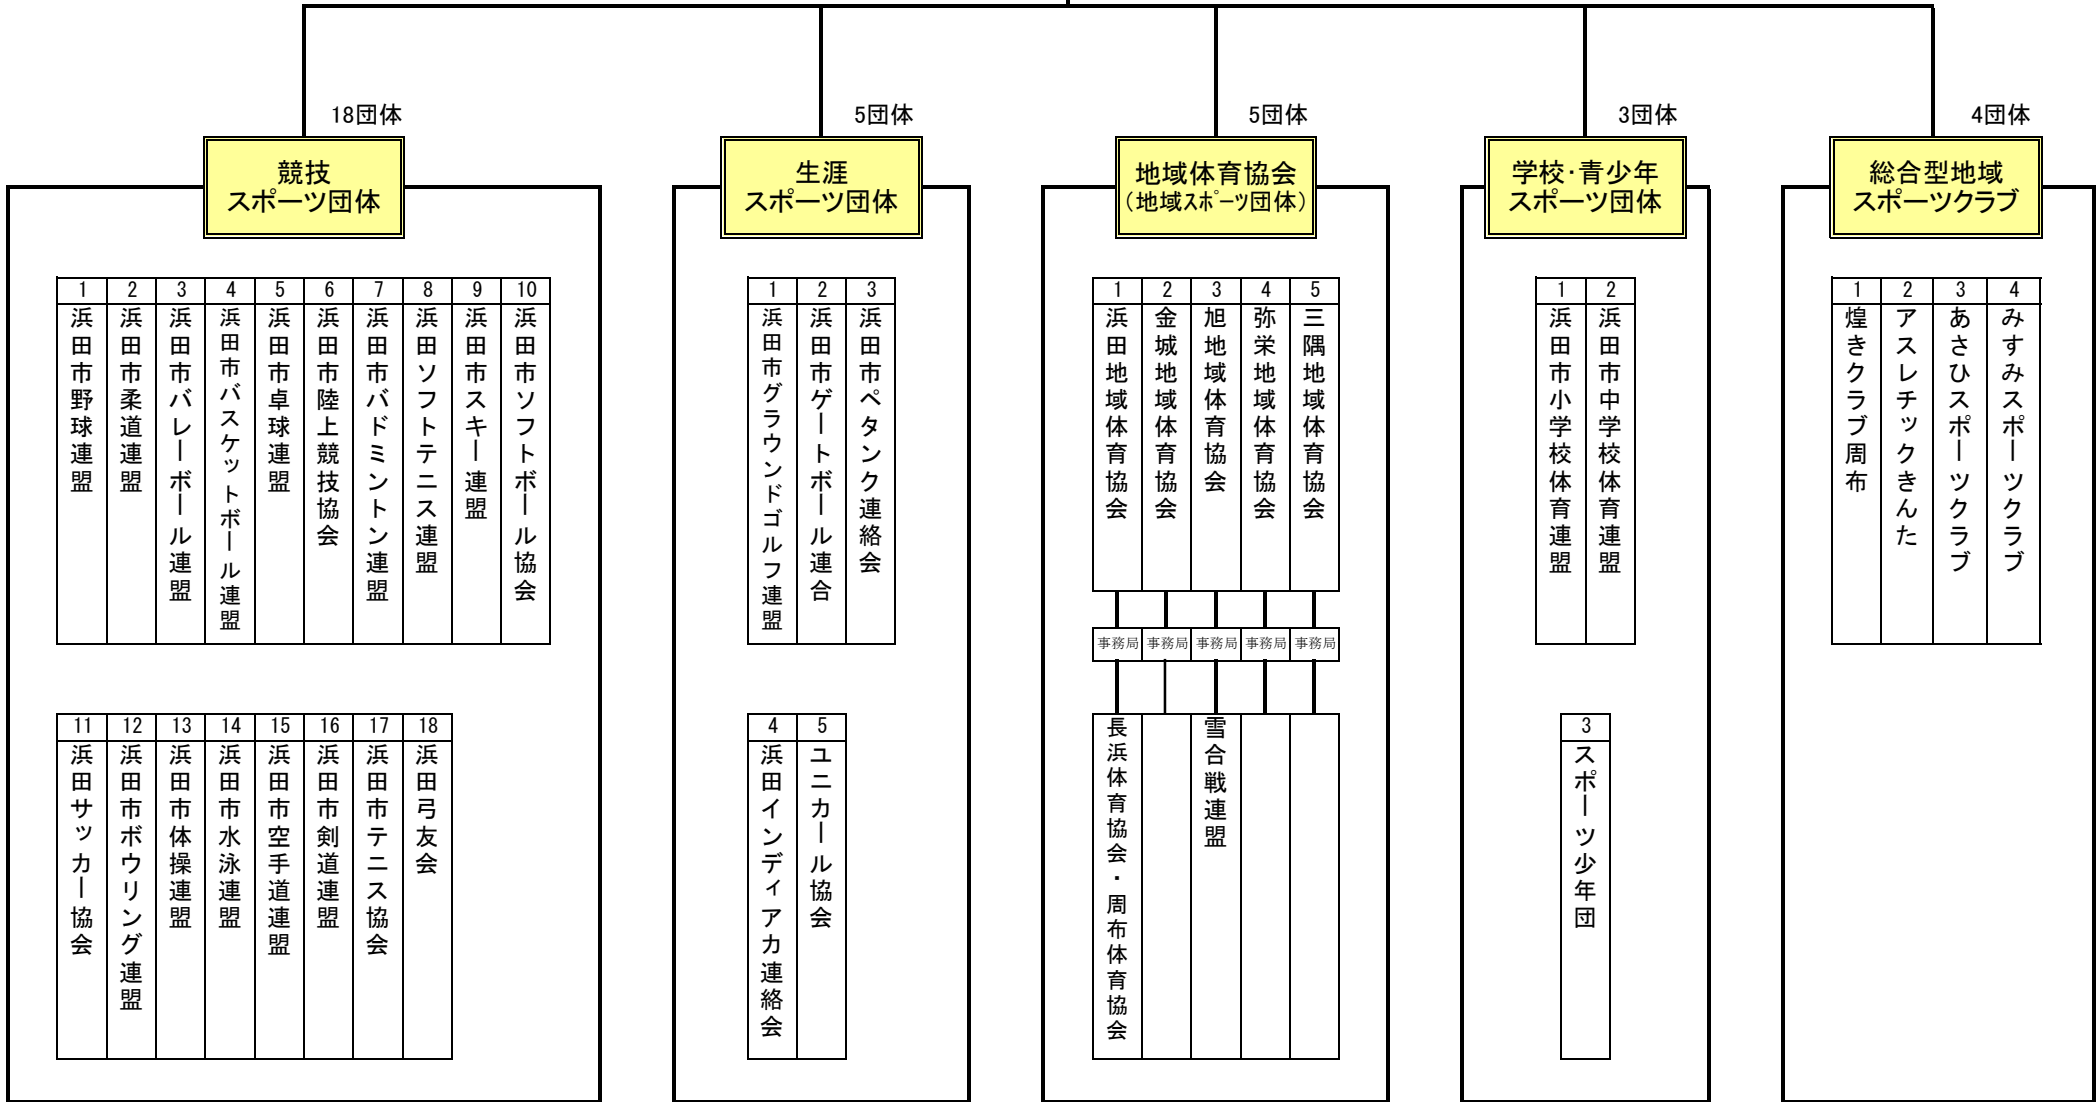 18団体
競技
スポーツ団体
1
浜田市野球連盟
2
浜田市柔道連盟
3
浜田市バレーボール連盟
4
浜田市バスケットボール連盟
5
浜田市卓球連盟
6
浜田市陸上競技協会
7
浜田市バドミントン連盟
8
浜田ソフトテニス連盟
9
浜田市スキー連盟
10
浜田市ソフトボール協会
11
浜田サッカー協会
12
浜田市ボウリング連盟
13
浜田市体操連盟
14
浜田市水泳連盟
15
浜田市空手道連盟
16
浜田市剣道連盟
17
浜田市テニス協会
18
浜田弓友会
5団体
生涯
スポーツ団体
1
浜田市グラウンドゴルフ連盟
2
浜田市ゲートボール連合
3
浜田市ペタンク連絡会
4
浜田インディアカ連絡会
5
ユニカール協会
5団体
地域体育協会
（地域スポーツ団体）
1
浜田地域体育協会
2
金城地域体育協会
3
旭地域体育協会
4
弥栄地域体育協会
5
三隅地域体育協会
事務局
事務局
事務局
事務局
事務局
長浜体育協会・周布体育協会
雪合戦連盟
3団体
学校・青少年
スポーツ団体
1
浜田市小学校体育連盟
2
浜田市中学校体育連盟
3
スポーツ少年団
4団体
総合型地域
スポーツクラブ
1
煌きクラブ周布
2
アスレチックきんた
3
あさひスポーツクラブ
4
みすみスポーツクラブ